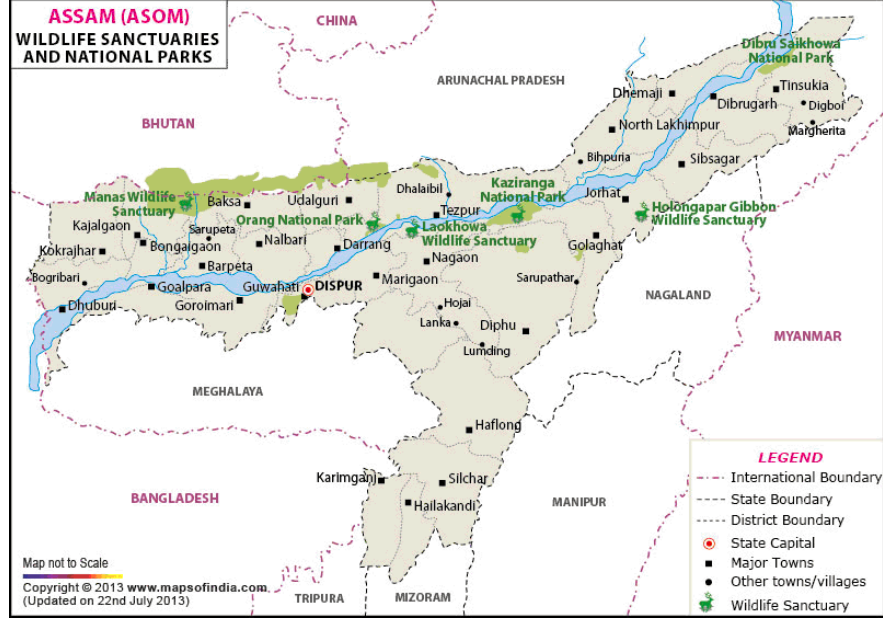 ASSAM (ASOM)
WILDLIFE SANCTUARIES
AND NATIONAL PARKS
CHINA
Dibru Saikhowa
National Park
ARUNACHAL PRADESH
Dhemaji
Tinsukia
Dibrugarh
Digboi
BHUTAN
North Lakhimpur
Margherita
Bihpuria
Sibsagar
Dhalaibil
Kaziranga
National Park
Jorhat
Manas Wildlife
Sanctuary
Baksa
Udalguri
Holongapar Gibbon
Wildlife Sanctuary
Orang National Park
Tezpur
Laokhowa
Wildlife Sanctuary
Kajalgaon
Sarupeta
Kokrajhar
Bongaigaon
Nalbari
Darrang
Golaghat
Nagaon
Barpeta
Bogribari
Marigaon
Sarupathar
Goalpara
Guwahati
DISPUR
NAGALAND
Dhuburi
Goroimari
Hojai
Lanka
Diphu
MYANMAR
Lumding
MEGHALAYA
Haflong
Karimganj
Silchar
BANGLADESH
Hailakandi
MANIPUR
TRIPURA
MIZORAM
LEGEND
International Boundary
State Boundary
District Boundary
State Capital
Major Towns
Other towns/villages
Wildlife Sanctuary
Map not to Scale
Copyright © 2013 www.mapsofindia.com
(Updated on 22nd July 2013)